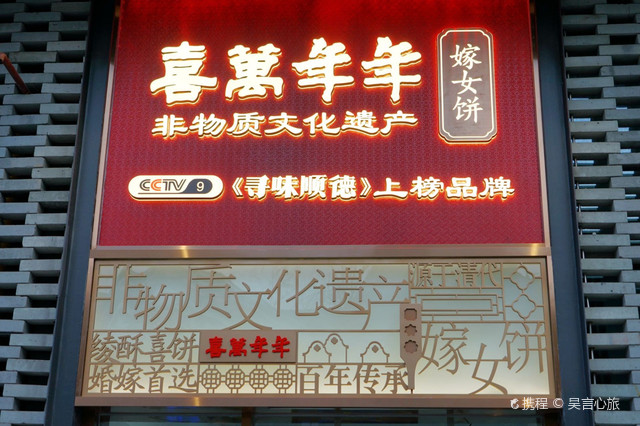 喜萬年年
嫁女饼
非物质文化遗产
CCTV 9 《寻味顺德》上榜品牌
非物质文化遗产
源于清代
绫酥喜饼
喜萬年年
婚嫁首选
百年传承
嫁女饼
携程 © 吴言心旅